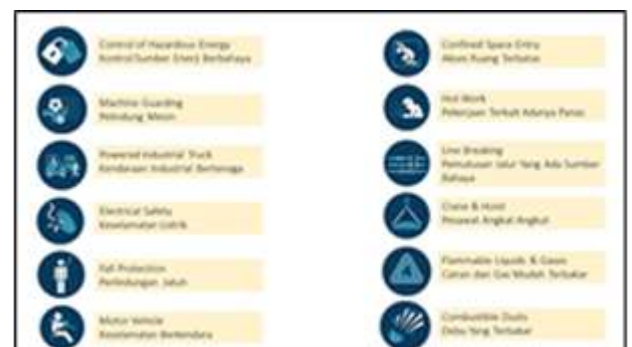 Control of Hazardous Energy
Kontrol Sumber Energi Berbahaya
Machine Guarding
Pelindung Mesin
Powered Industrial Truck
Kendaraan Industrial Bertenaga
Electrical Safety
Keselamatan Listrik
Fall Protection
Perlindungan Jatuh
Motor Vehicle
Keselamatan Berkendara
Confined Space Entry
Akses Ruang Terbatas
Hot Work
Pekerjaan Terkait Adanya Panas
Line Breaking
Pemutusan Jalur Yang Ada Sumber
Bahaya
Crane & Hoist
Pesawat Angkat Angkut
Flammable Liquids & Gases
Cairan dan Gas Mudah Terbakar
Combustible Dusts
Debu Yang Terbakar